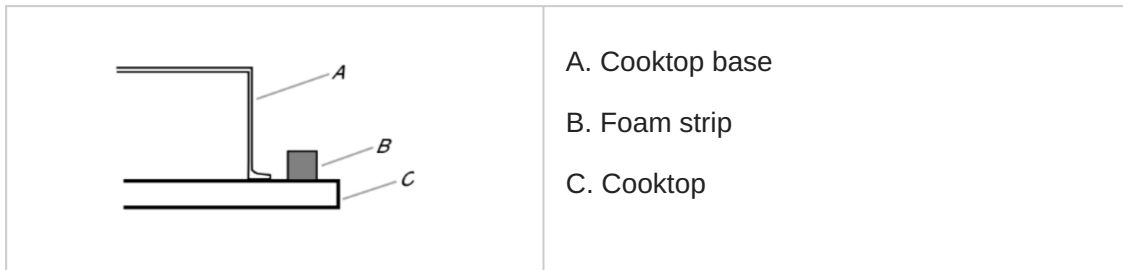 A
B
C
A. Cooktop base
B. Foam strip
C. Cooktop